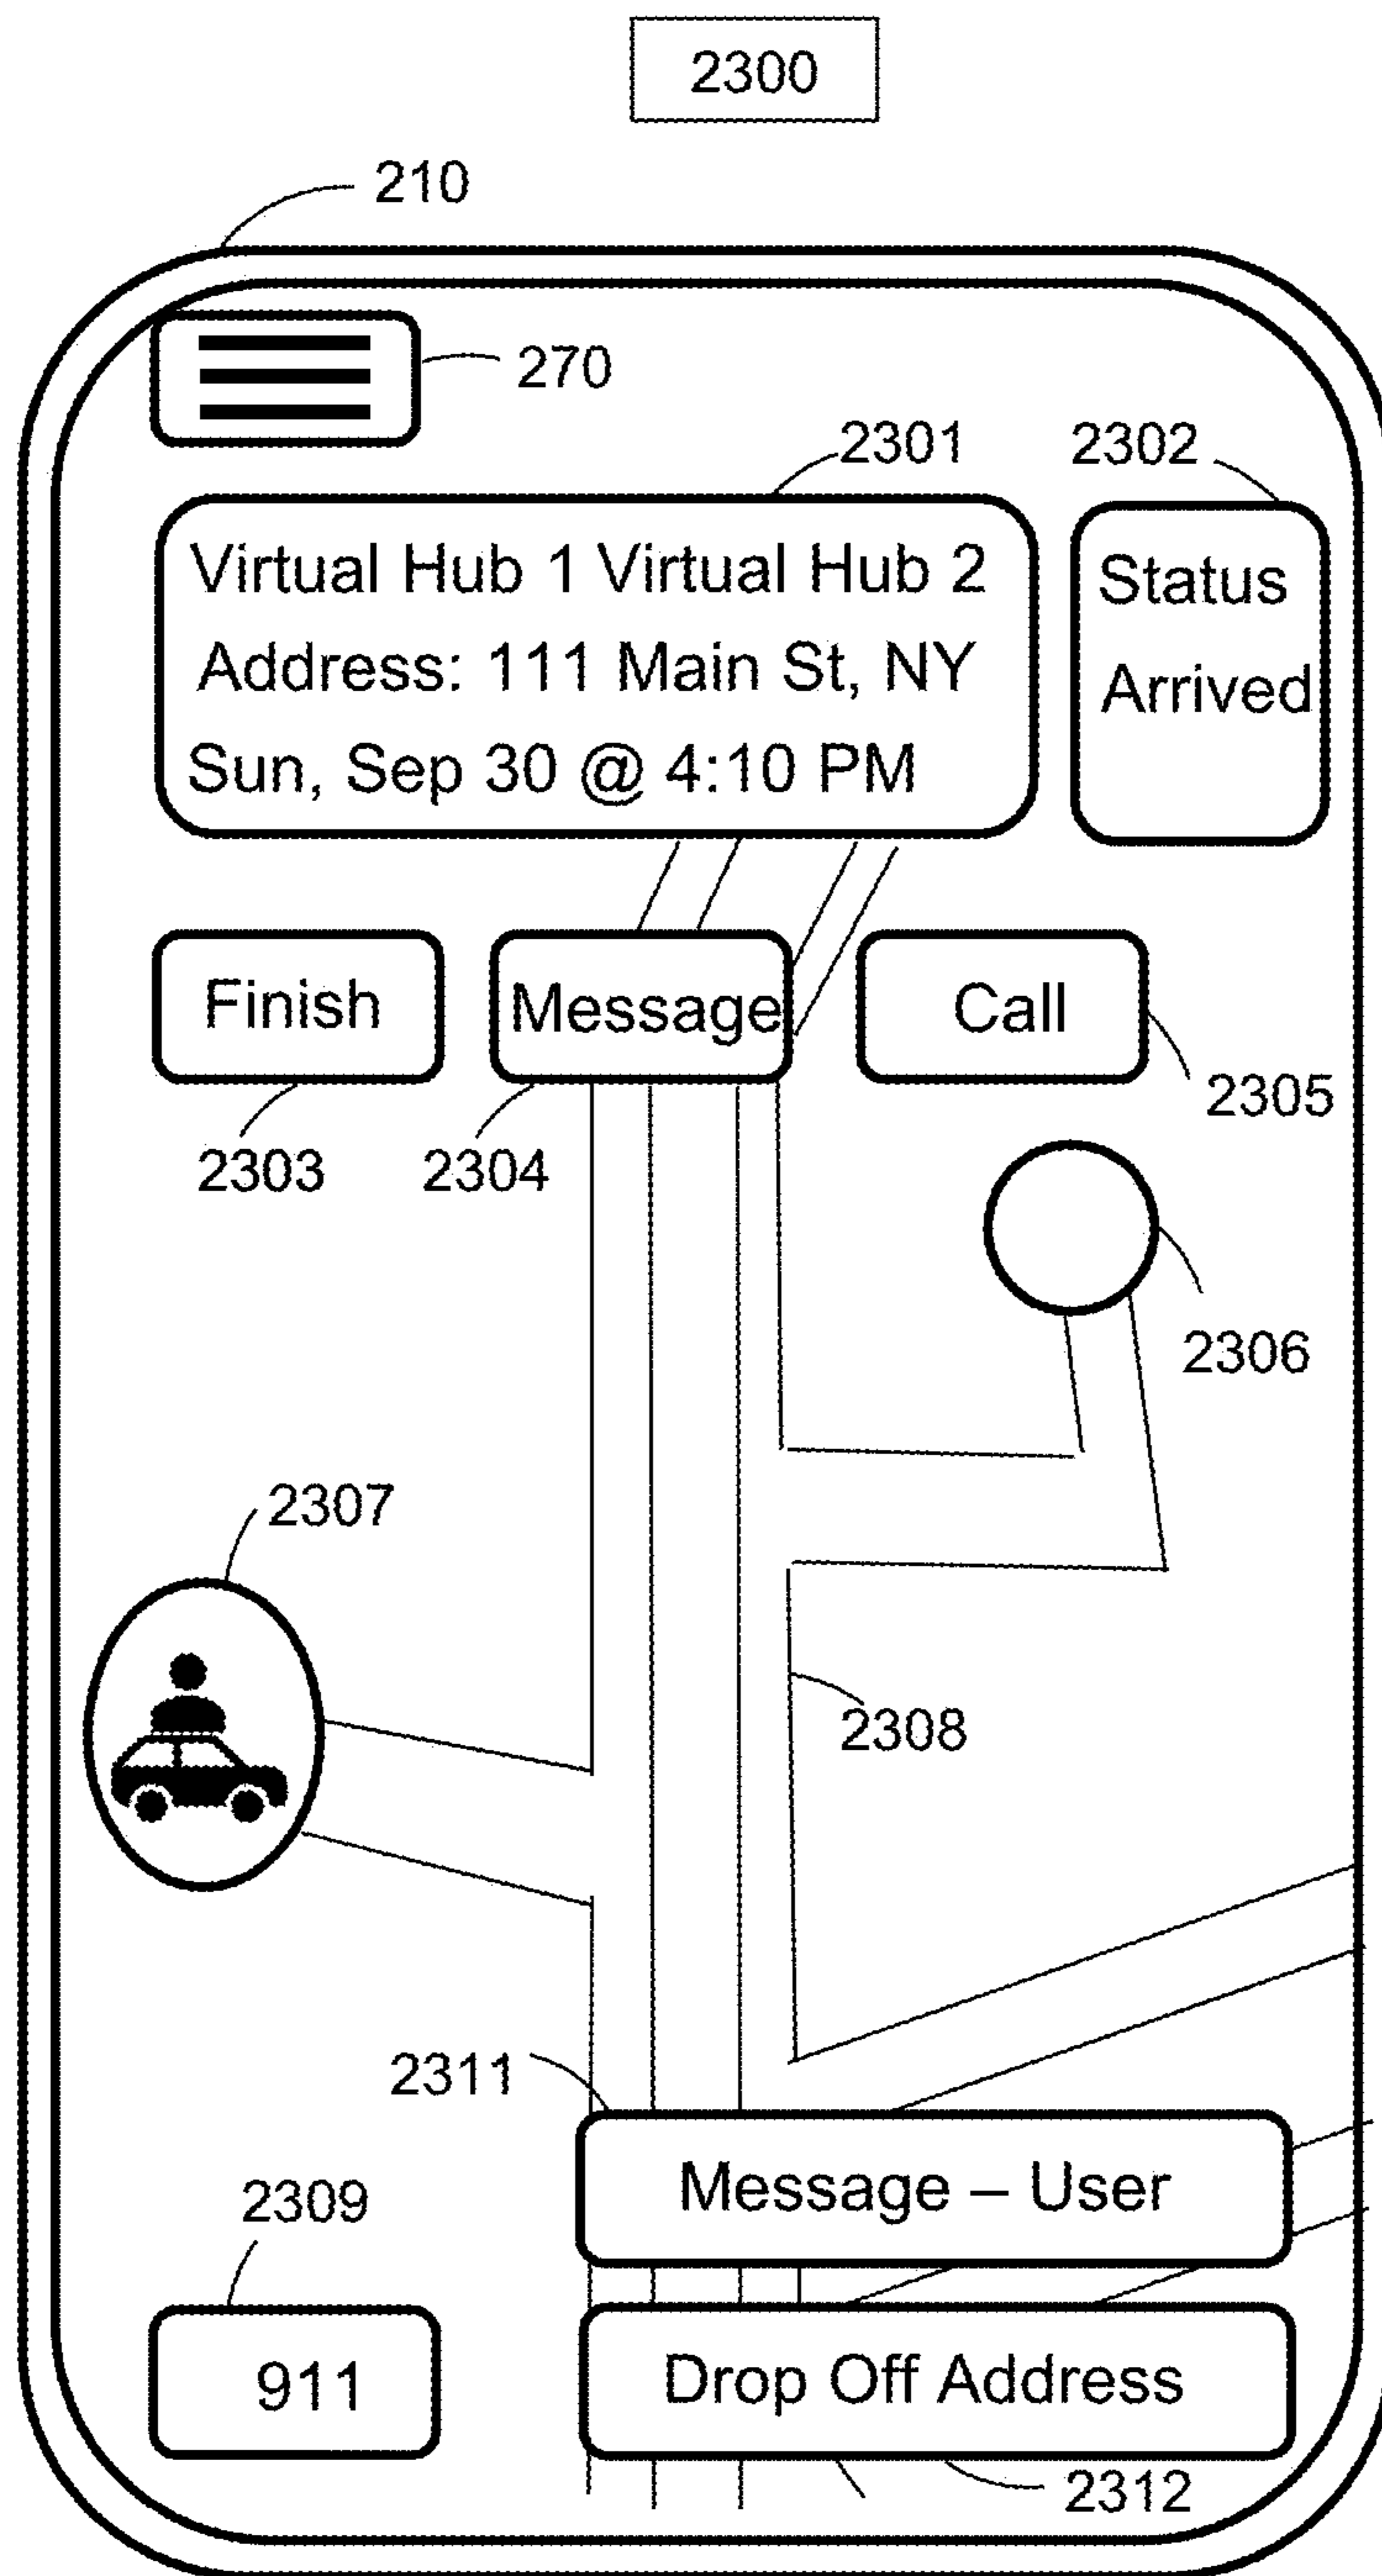 2300
210
270
2301
2302
Virtual Hub 1 Virtual Hub 2
Address: 111 Main St, NY
Sun, Sep 30 @ 4:10 PM
Status
Arrived
Finish
Message
Call
2305
2303
2304
2306
2307
2308
2311
Message – User
2309
911
Drop Off Address
2312